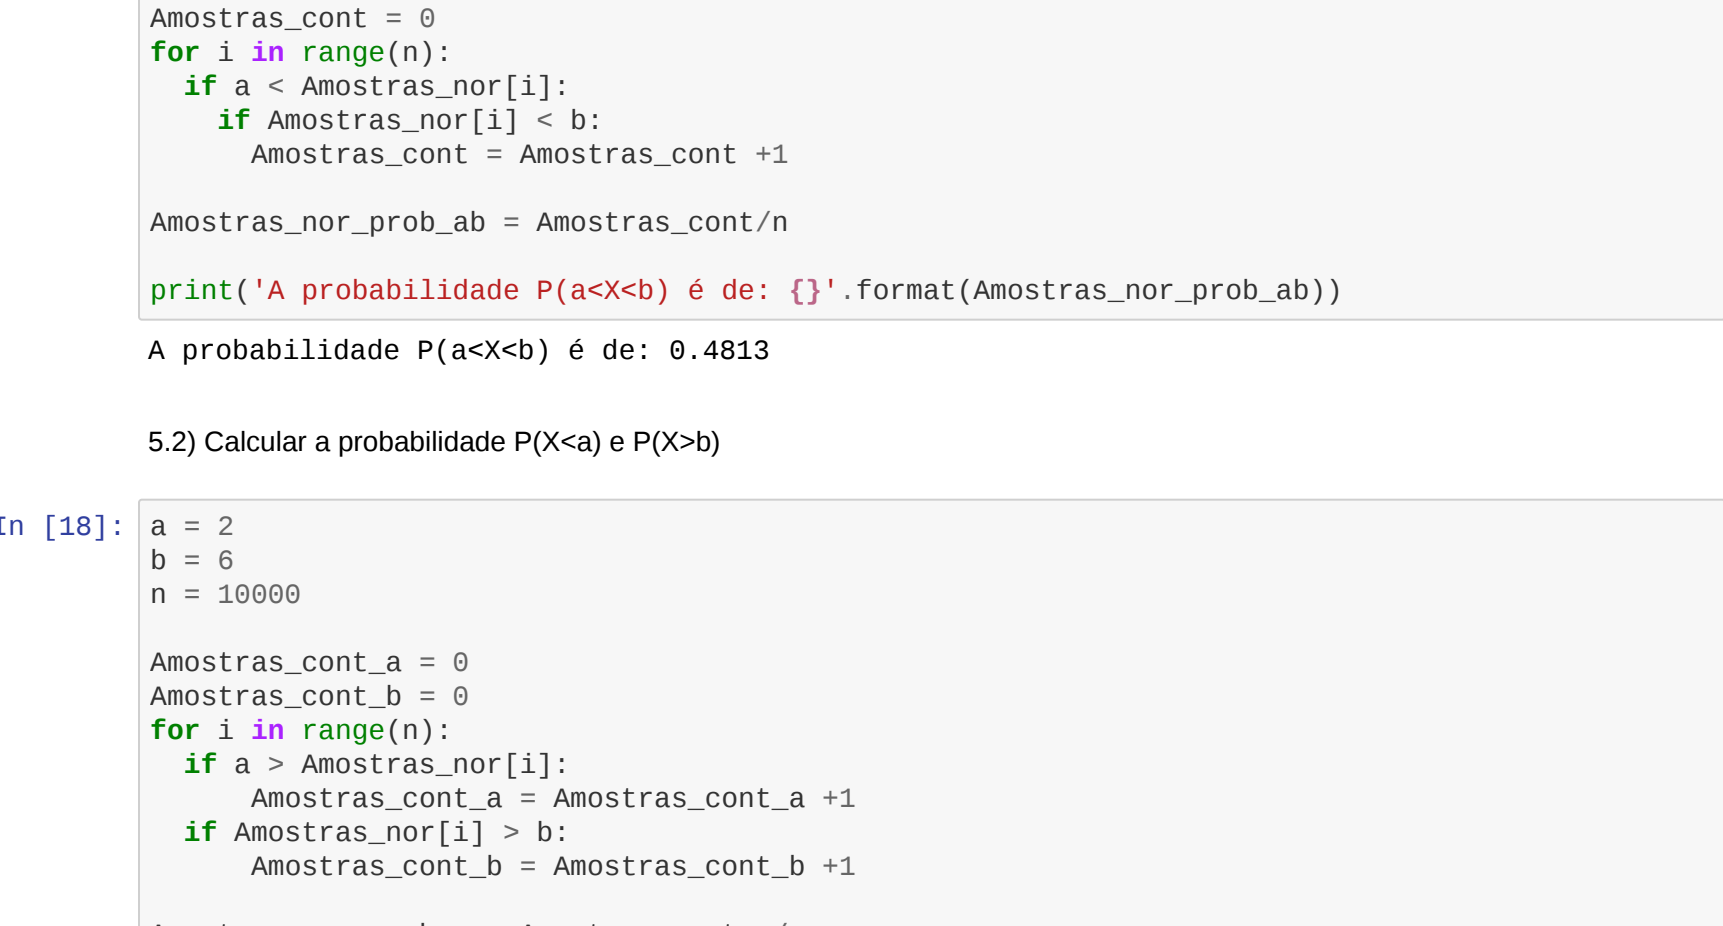 Amostras_cont = 0
for i in range(n):
  if a < Amostras_nor[i]:
    if Amostras_nor[i] < b:
      Amostras_cont = Amostras_cont +1

Amostras_nor_prob_ab = Amostras_cont/n

print('A probabilidade P(a<X<b) é de: {}'.format(Amostras_nor_prob_ab))
A probabilidade P(a<X<b) é de: 0.4813
5.2) Calcular a probabilidade P(X<a) e P(X>b)
In [18]: a = 2
b = 6
n = 10000

Amostras_cont_a = 0
Amostras_cont_b = 0
for i in range(n):
  if a > Amostras_nor[i]:
      Amostras_cont_a = Amostras_cont_a +1
  if Amostras_nor[i] > b:
      Amostras_cont_b = Amostras_cont_b +1